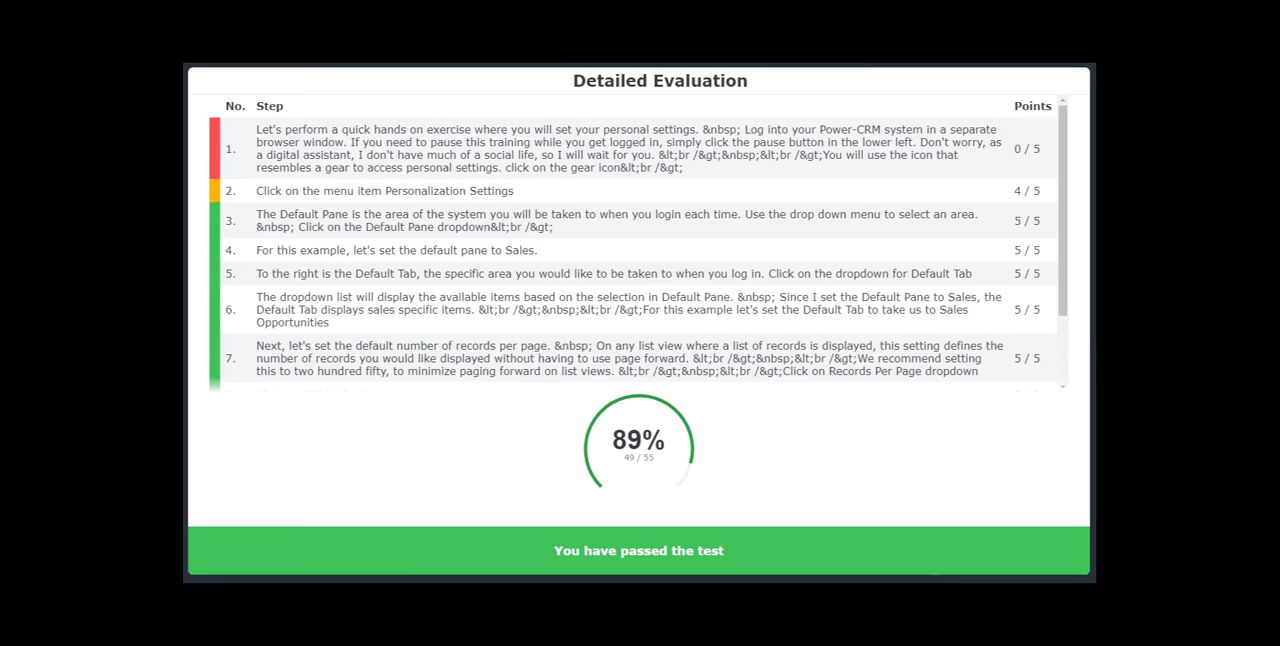 Detailed Evaluation
No. Step Points
Let's perform a quick hands on exercise where you will set your personal settings. &nbsp; Log into your Power-CRM system in a separate
browser window. If you need to pause this training while you get logged in, simply click the pause button in the lower left. Don't worry, as
1. a digital assistant, I don't have much of a social life, so I will wait for you. &lt;br /&gt;&nbsp;&lt;br /&gt;You will use the icon that 0 / 5
resembles a gear to access personal settings. click on the gear icon&lt;br /&gt;
2. Click on the menu item Personalization Settings 4 / 5
The Default Pane is the area of the system you will be taken to when you login each time. Use the drop down menu to select an area.
3. &nbsp; Click on the Default Pane dropdown&lt;br /&gt; 5 / 5
4. For this example, let's set the default pane to Sales. 5 / 5
5. To the right is the Default Tab, the specific area you would like to be taken to when you log in. Click on the dropdown for Default Tab 5 / 5
The dropdown list will display the available items based on the selection in Default Pane. &nbsp; Since I set the Default Pane to Sales, the
6. Default Tab displays sales specific items. &lt;br /&gt;&nbsp;&lt;br /&gt;For this example let's set the Default Tab to take us to Sales 5 / 5
Opportunities
Next, let's set the default number of records per page. &nbsp; On any list view where a list of records is displayed, this setting defines the
7. number of records you would like displayed without having to use page forward. &lt;br /&gt;&nbsp;&lt;br /&gt;We recommend setting 5 / 5
this to two hundred fifty, to minimize paging forward on list views. &lt;br /&gt;&nbsp;&lt;br /&gt;Click on Records Per Page dropdown
89%
49 / 55
You have passed the test